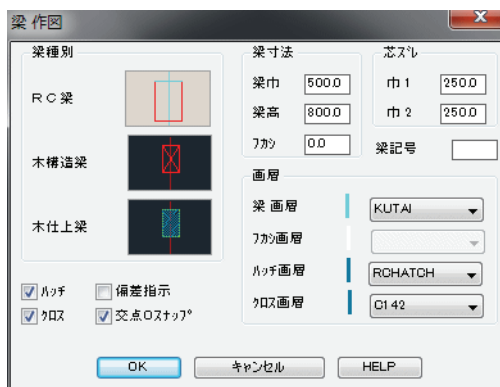 梁 作図
梁種別
RC梁
木構造梁
木仕上梁
ハッチ
偏差指示
クロス
交点Oスナップ
梁寸法
梁巾 500.0
梁高 800.0
フカシ 0.0
芯ズレ
巾1 250.0
巾2 250.0
梁記号
画層
梁 画層 KUTAI
フカシ画層
ハッチ画層 RCHATCH
クロス画層 C142
OK
キャンセル
HELP